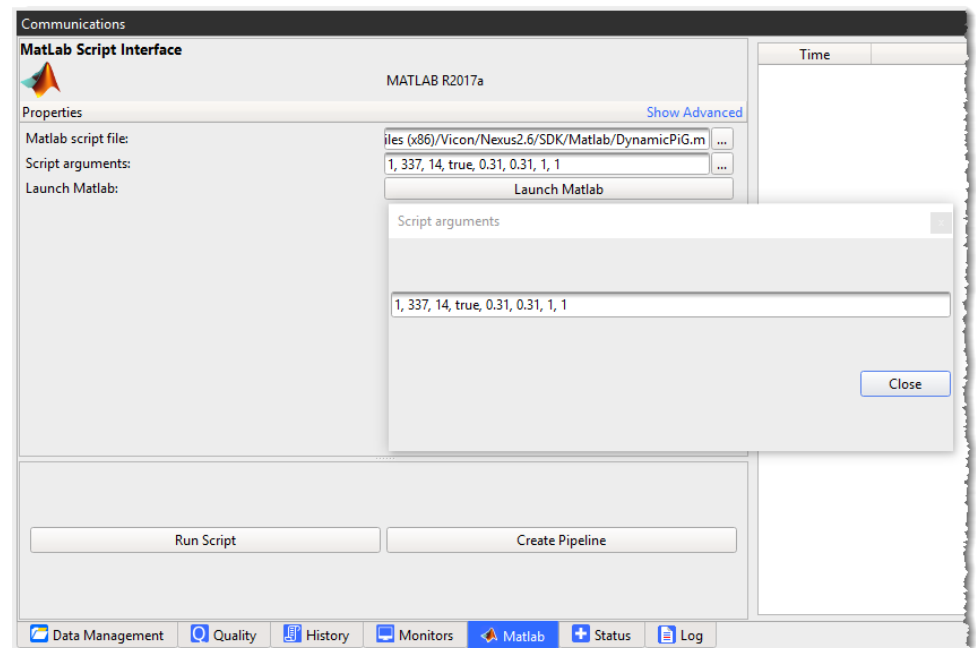 Communications
MatLab Script Interface
Time
MATLAB R2017a
Properties
Show Advanced
Matlab script file:
iles (x86)/Vicon/Nexus2.6/SDK/Matlab/DynamicPiG.m
...
Script arguments:
1, 337, 14, true, 0.31, 0.31, 1, 1
...
Launch Matlab:
Launch Matlab
Script arguments
x
1, 337, 14, true, 0.31, 0.31, 1, 1
Close
Run Script
Create Pipeline
Data Management
Quality
History
Monitors
Matlab
Status
Log